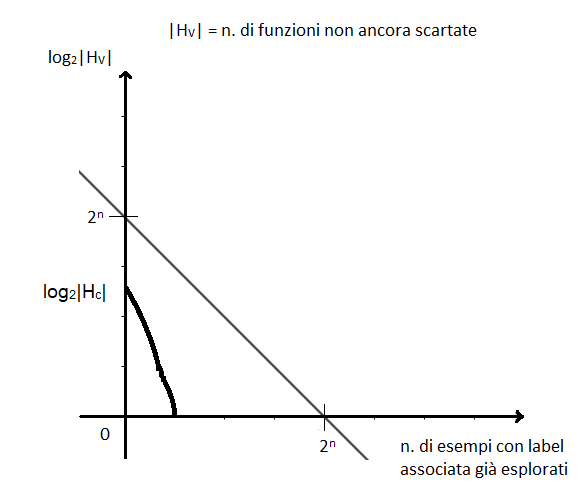 |Hv| = n. di funzioni non ancora scartate
log₂|Hv|
2ⁿ
log₂|Hc|
0
2ⁿ
n. di esempi con label
associata già esplorati